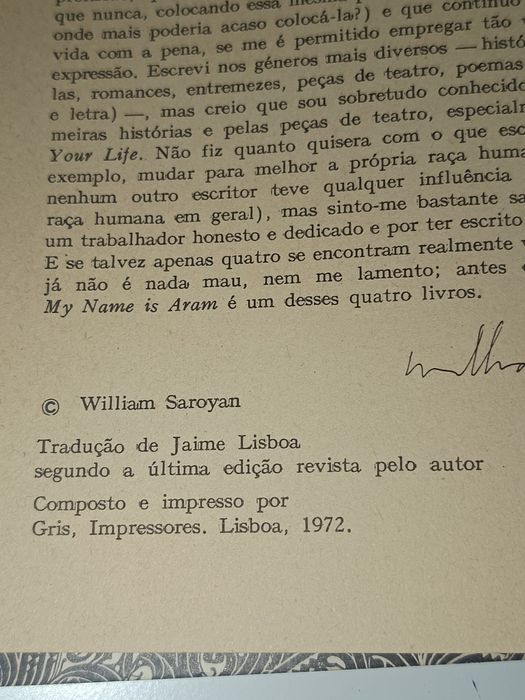 que nunca, colocando essa mesma
onde mais poderia acaso colocá-la?) e que continuo
vida com a pena, se me é permitido empregar tão
expressão. Escrevi nos géneros mais diversos — histó
las, romances, entremezes, peças de teatro, poemas
e letra) —, mas creio que sou sobretudo conhecido
meiras histórias e pelas peças de teatro, especialm
Your Life. Não fiz quanto quisera com o que esc
exemplo, mudar para melhor a própria raça huma
nenhum outro escritor teve qualquer influência
raça humana em geral), mas sinto-me bastante sa
um trabalhador honesto e dedicado e por ter escrito
E se talvez apenas quatro se encontram realmente
já não é nada mau, nem me lamento; antes
My Name is Aram é um desses quatro livros.
© William Saroyan
Tradução de Jaime Lisboa
segundo a última edição revista pelo autor
Composto e impresso por
Gris, Impressores. Lisboa, 1972.